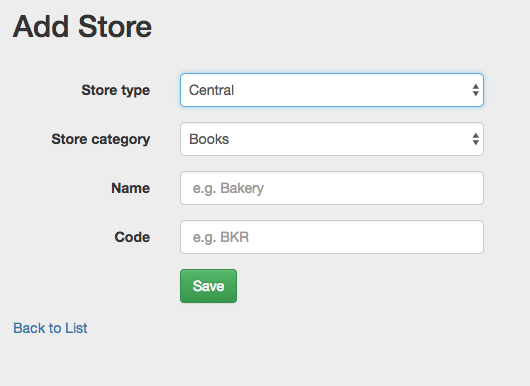 Add Store
Store type Central
Store category Books
Name e.g. Bakery
Code e.g. BKR
Save
Back to List